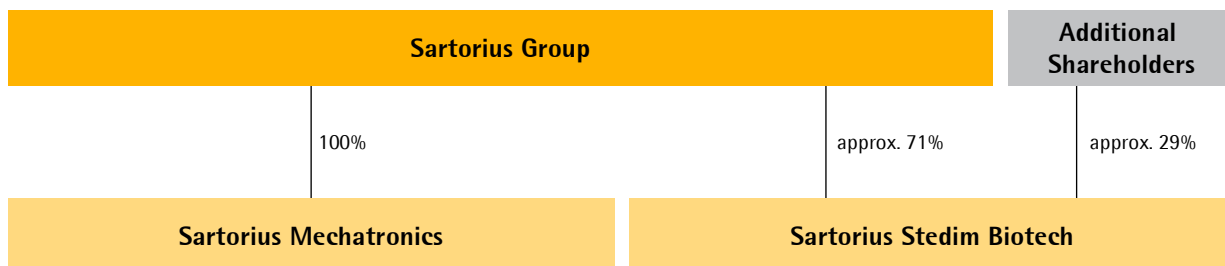 Sartorius Group
Additional
Shareholders
100%
approx. 71%
approx. 29%
Sartorius Mechatronics
Sartorius Stedim Biotech